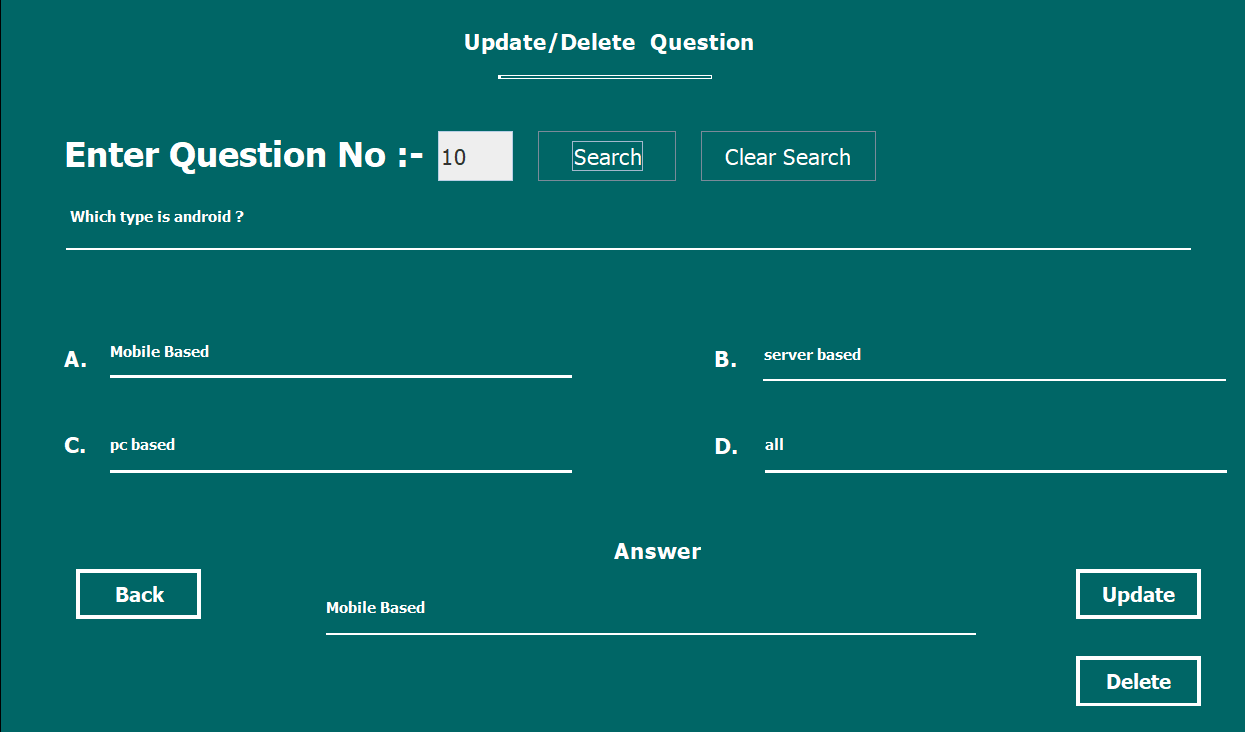 Update/Delete Question
Enter Question No :- 10 Search Clear Search
Which type is android ?
A. Mobile Based B. server based
C. pc based D. all
Answer
Back Update
Mobile Based
Delete